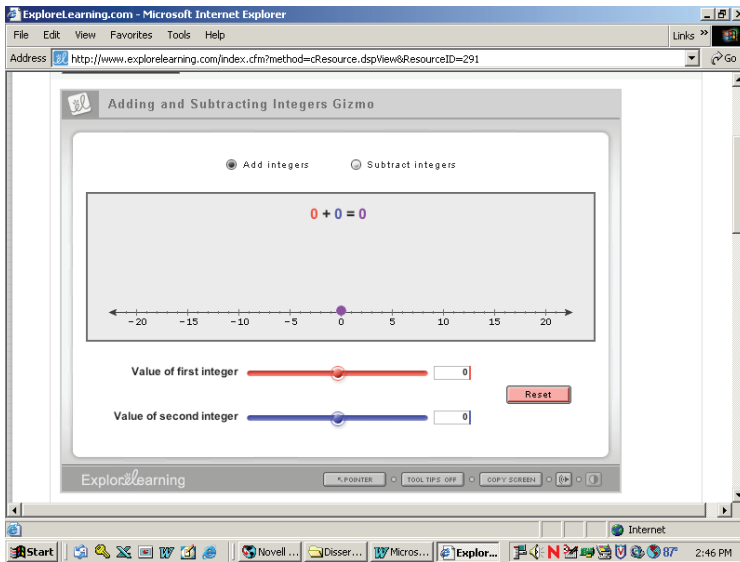 ExploreLearning.com - Microsoft Internet Explorer
File Edit View Favorites Tools Help Links »
Address http://www.explorelearning.com/index.cfm?method=cResource.dspView&ResourceID=291 Go
Adding and Subtracting Integers Gizmo
Add integers Subtract integers
0 + 0 = 0
-20 -15 -10 -5 0 5 10 15 20
Value of first integer 0
Reset
Value of second integer 0
ExploreLearning
POINTER TOOL TIPS OFF COPY SCREEN
Internet
Start Novell ... Disser... Micros... Explor... 87° 2:46 PM